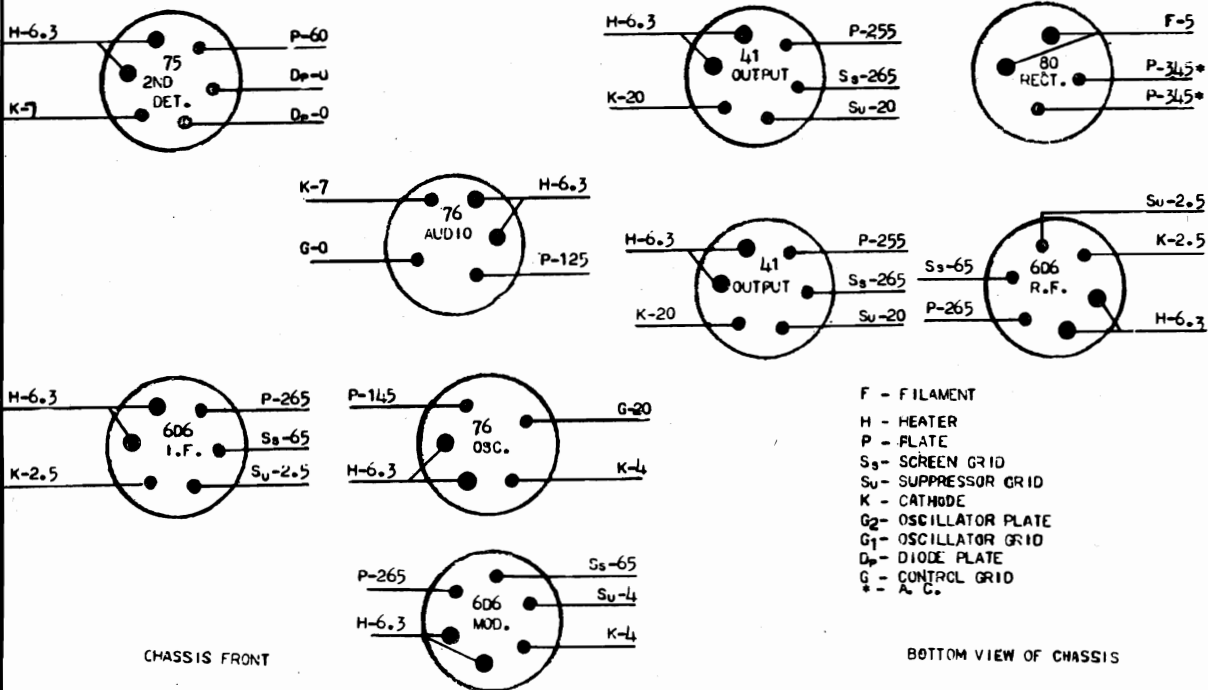 H-6.3
P-60
75
2ND
DET.
Dp-0
K-7
Dp-0
H-6.3
P-255
41
OUTPUT
Ss-265
K-20
Su-20
F-5
80
RECT.
P-345*
P-345*
K-7
H-6.3
76
AUDIO
G-0
P-125
H-6.3
P-255
41
OUTPUT
Ss-265
K-20
Su-20
Su-2.5
K-2.5
Ss-65
6D6
R.F.
P-265
H-6.3
H-6.3
P-265
6D6
I.F.
Ss-65
K-2.5
Su-2.5
P-145
G-20
76
OSC.
H-6.3
K-4
F - FILAMENT
H - HEATER
P - PLATE
Ss- SCREEN GRID
Su- SUPPRESSOR GRID
K - CATHODE
G2- OSCILLATOR PLATE
G1- OSCILLATOR GRID
Dp- DIODE PLATE
G - CONTROL GRID
* - A. C.
Ss-65
P-265
Su-4
6D6
MOD.
H-6.3
K-4
CHASSIS FRONT
BOTTOM VIEW OF CHASSIS